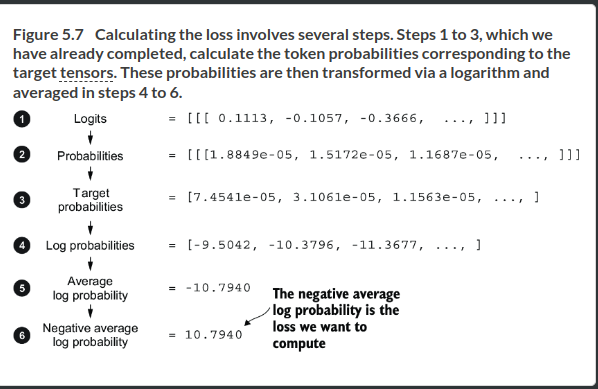 Figure 5.7 Calculating the loss involves several steps. Steps 1 to 3, which we
have already completed, calculate the token probabilities corresponding to the
target tensors. These probabilities are then transformed via a logarithm and
averaged in steps 4 to 6.
1 Logits = [[[ 0.1113, -0.1057, -0.3666, ..., ]]]
2 Probabilities = [[[1.8849e-05, 1.5172e-05, 1.1687e-05, ..., ]]]
3 Target
probabilities = [7.4541e-05, 3.1061e-05, 1.1563e-05, ..., ]
4 Log probabilities = [-9.5042, -10.3796, -11.3677, ..., ]
5 Average
log probability = -10.7940
6 Negative average
log probability = 10.7940
The negative average
log probability is the
loss we want to
compute